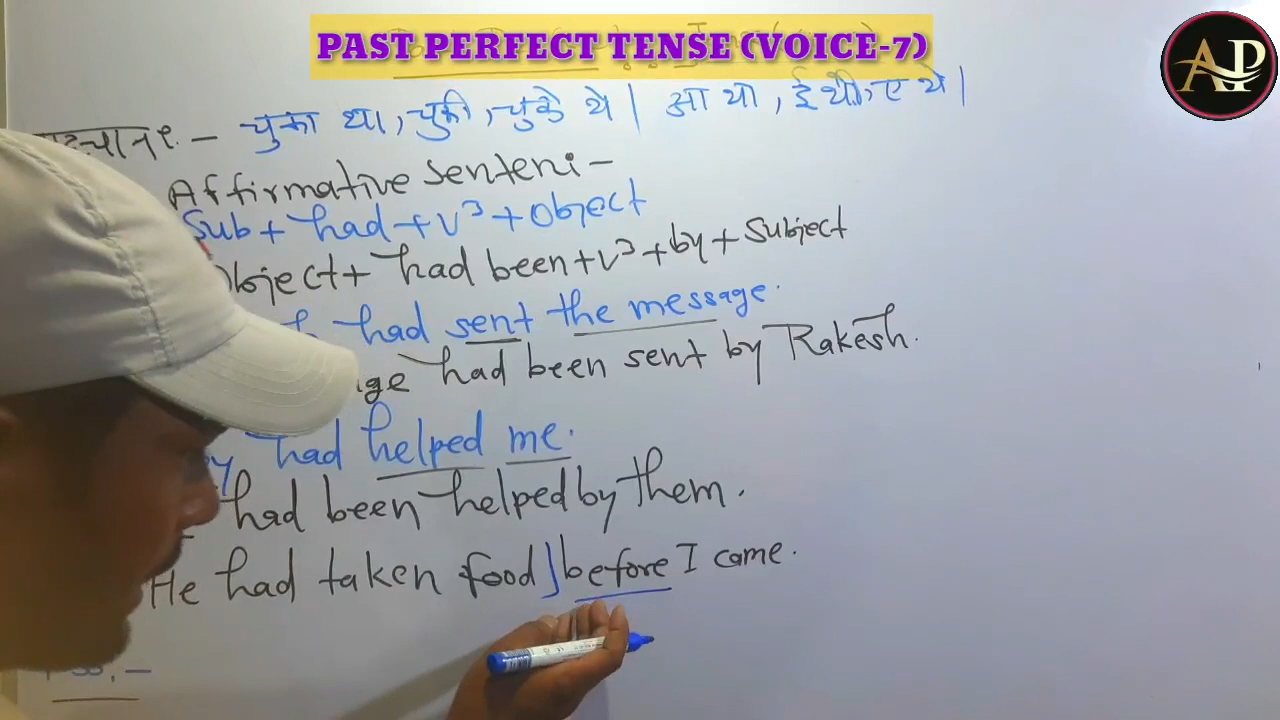 PAST PERFECT TENSE (VOICE-7)
AP
- चुका था, चुकी, चुके थे। आ था, ई थी, ए थे।
Affirmative senten:-
Sub + had + V³ + Object
Object + had been + V³ + by + Subject
had sent the message.
had been sent by Rakesh.
had helped me.
had been helped by them.
He had taken food] before I came.